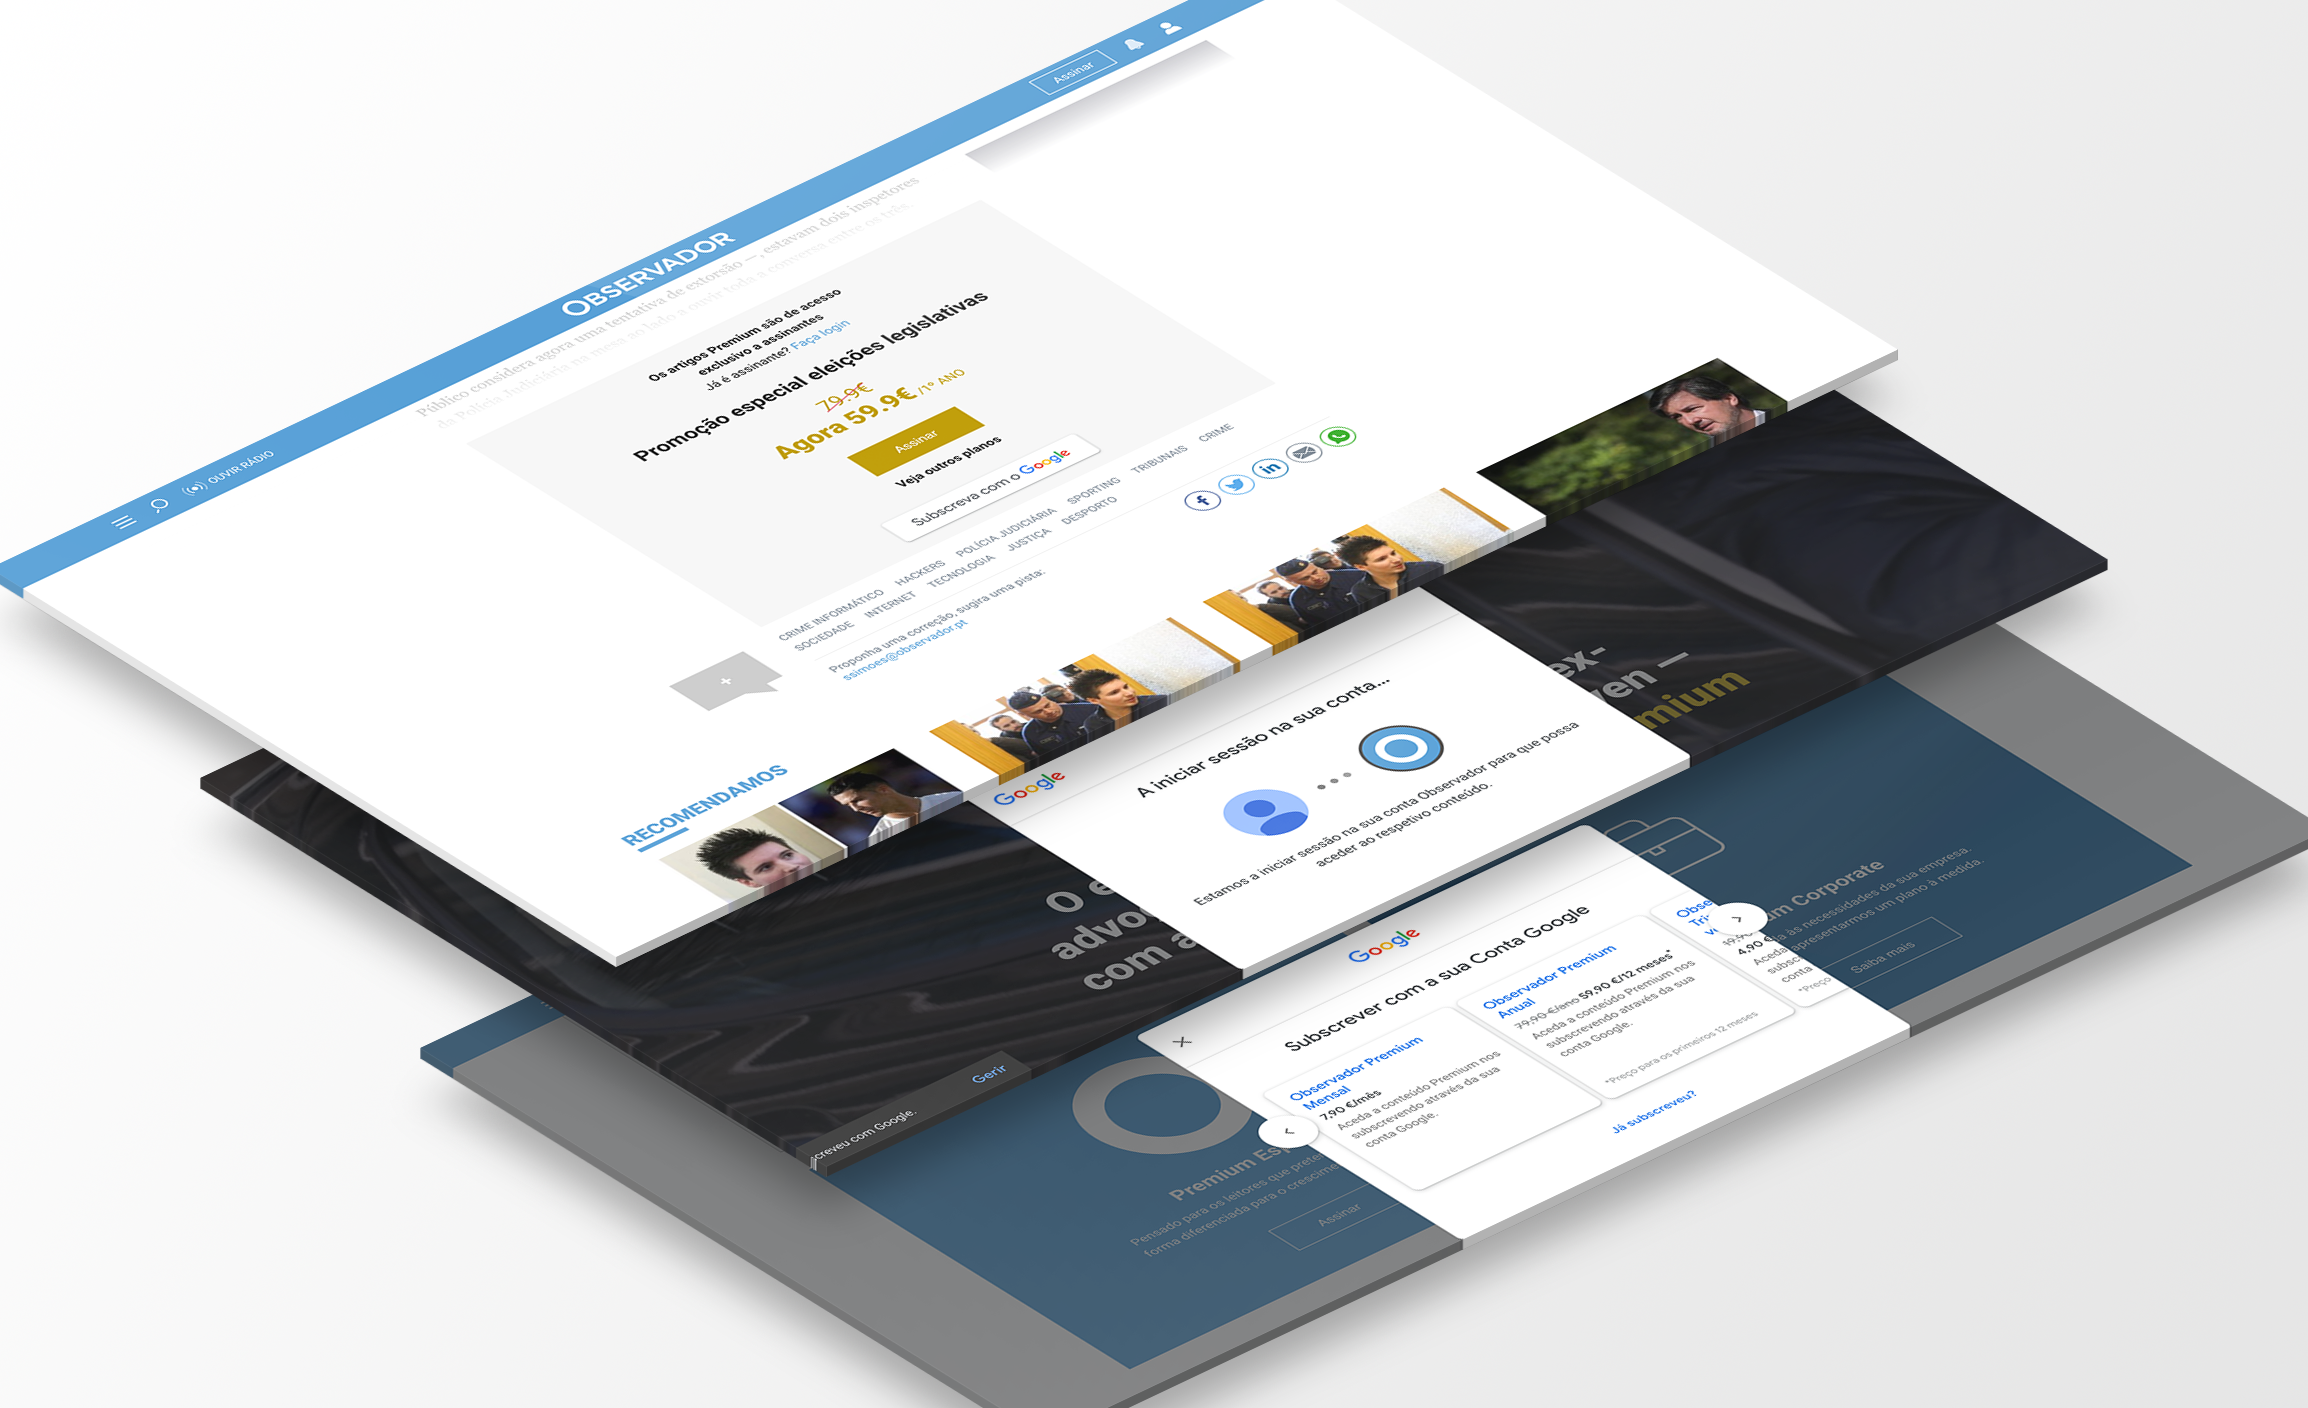 Assinar
OBSERVADOR
OUVIR RÁDIO
Público considera agora uma tentativa de extorsão —, estavam dois inspetores
da Polícia Judiciária na mesa ao lado a ouvir toda a conversa entre os três.
Os artigos Premium são de acesso
exclusivo a assinantes
Já é assinante? Faça login
Promoção especial eleições legislativas
79.9€
Agora 59.9€ /1º ANO
Assinar
Veja outros planos
Subscreva com o Google
CRIME INFORMÁTICO HACKERS POLÍCIA JUDICIÁRIA SPORTING TRIBUNAIS CRIME
SOCIEDADE INTERNET TECNOLOGIA JUSTIÇA DESPORTO
Proponha uma correção, sugira uma pista:
ssimoes@observador.pt
RECOMENDAMOS
Google
A iniciar sessão na sua conta...
Estamos a iniciar sessão na sua conta Observador para que possa
aceder ao respetivo conteúdo.
O e
advo
com a
ex-
ven —
mium
screveu com Google.
Gerir
Google
Subscrever com a sua Conta Google
Observador Premium
Mensal
7,90 €/mês
Aceda a conteúdo Premium nos
subscrevendo através da sua
conta Google.
Observador Premium
Anual
79,90 €/ano 59,90 €/12 meses*
Aceda a conteúdo Premium nos
subscrevendo através da sua
conta Google.
*Preço para os primeiros 12 meses
Obse
Tri
4,90 €
Aceda
subsc
conta
*Preço
Já subscreveu?
Premium Es
Pensado para os leitores que prete
forma diferenciada para o crescime
Assinar
um Corporate
às necessidades da sua empresa.
apresentarmos um plano à medida.
Saiba mais